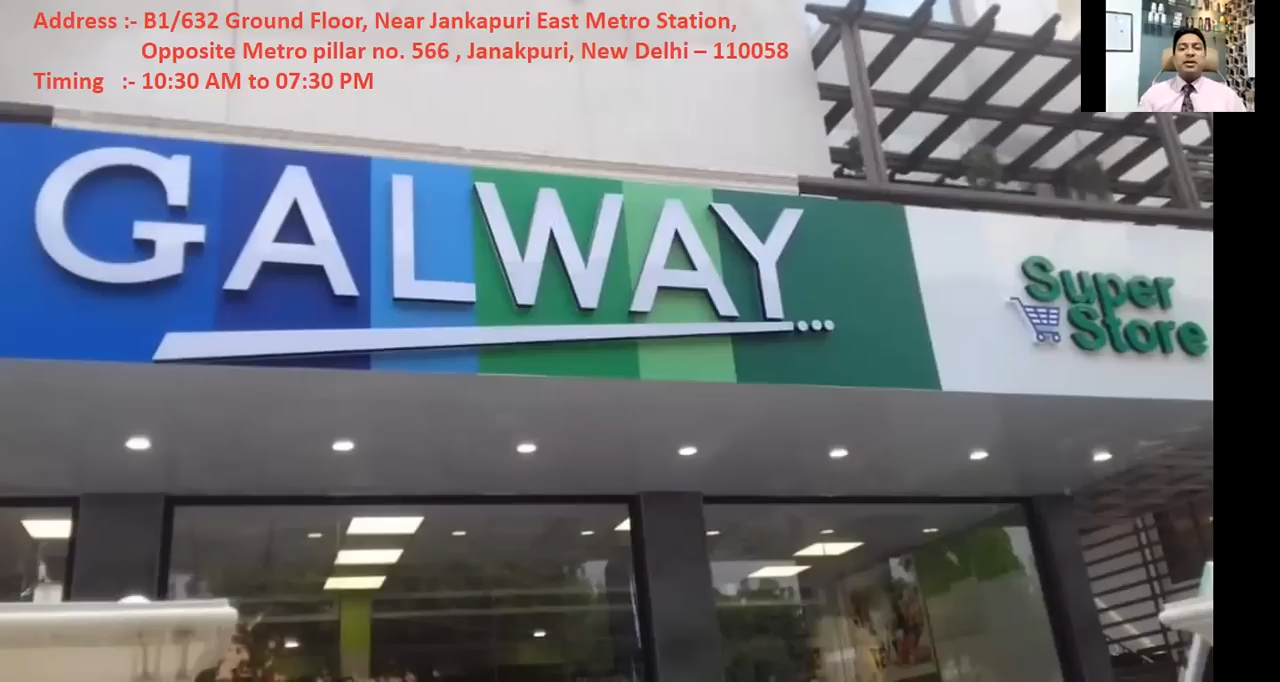 Address :- B1/632 Ground Floor, Near Jankapuri East Metro Station,
Opposite Metro pillar no. 566 , Janakpuri, New Delhi – 110058
Timing :- 10:30 AM to 07:30 PM
GALWAY
Super
Store